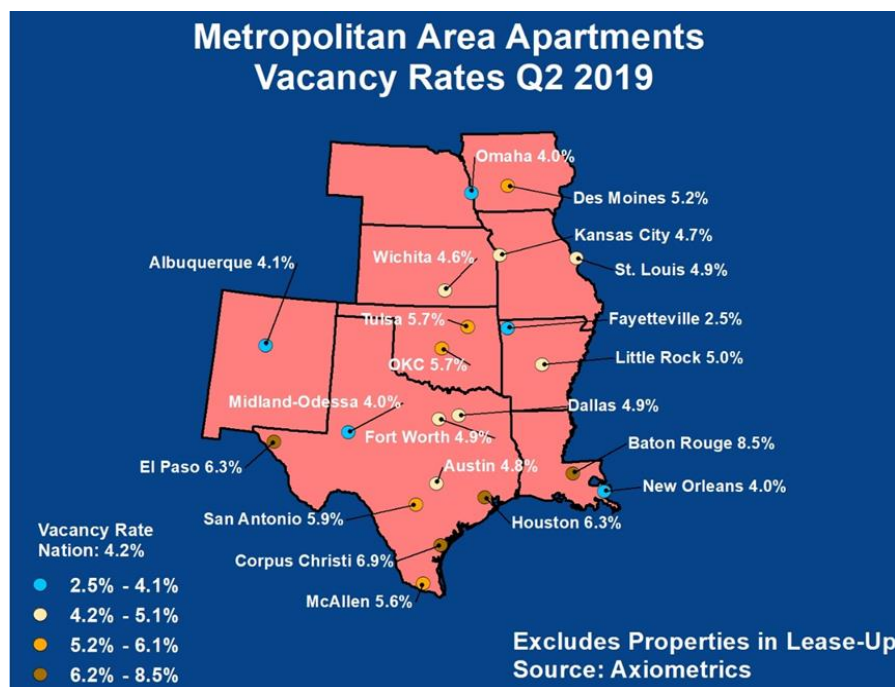 Metropolitan Area Apartments
Vacancy Rates Q2 2019
Omaha 4.0%
Des Moines 5.2%
Kansas City 4.7%
Wichita 4.6%
Albuquerque 4.1%
St. Louis 4.9%
Tulsa 5.7%
Fayetteville 2.5%
OKC 5.7%
Little Rock 5.0%
Midland-Odessa 4.0%
Dallas 4.9%
Fort Worth 4.9%
Baton Rouge 8.5%
El Paso 6.3%
Austin 4.8%
New Orleans 4.0%
San Antonio 5.9%
Houston 6.3%
Corpus Christi 6.9%
McAllen 5.6%
Vacancy Rate
Nation: 4.2%
2.5% - 4.1%
4.2% - 5.1%
5.2% - 6.1%
6.2% - 8.5%
Excludes Properties in Lease-Up
Source: Axiometrics